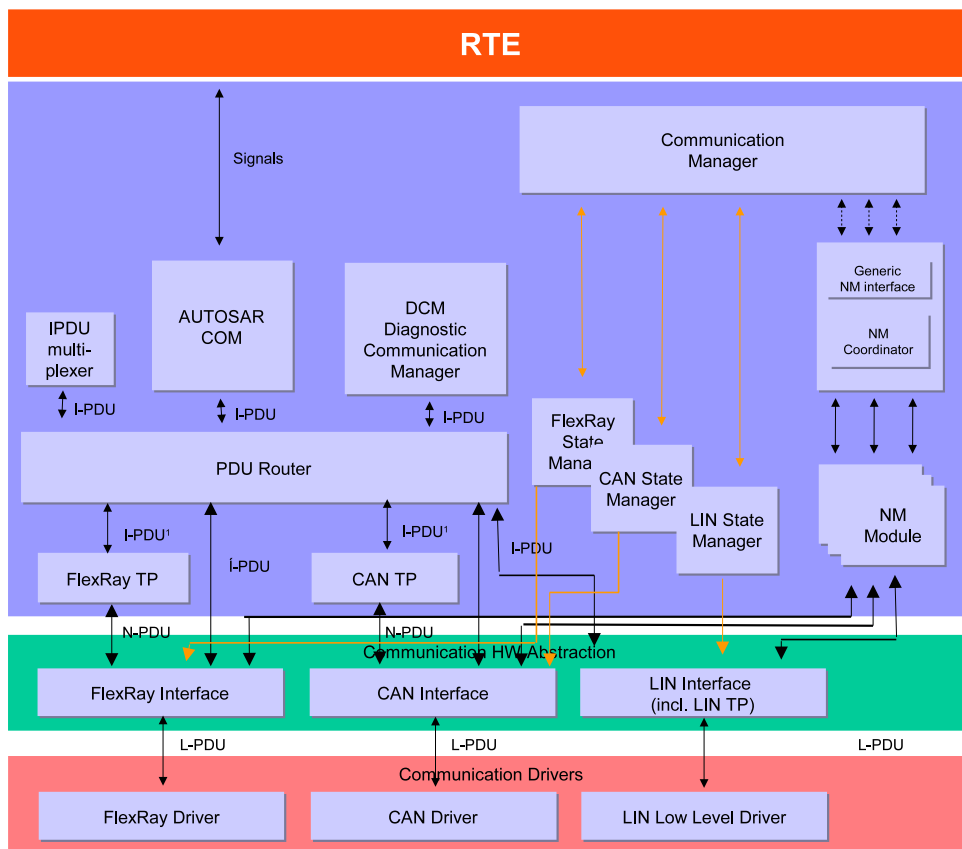 RTE
Signals
Communication
Manager
Generic
NM interface
NM
Coordinator
AUTOSAR
COM
DCM
Diagnostic
Communication
Manager
IPDU
multi-
plexer
I-PDU
I-PDU
I-PDU
PDU Router
FlexRay
State
Manager
CAN State
Manager
LIN State
Manager
NM
Module
I-PDU¹
Í-PDU
I-PDU¹
I-PDU
FlexRay TP
CAN TP
N-PDU
N-PDU
Communication HW Abstraction
FlexRay Interface
CAN Interface
LIN Interface
(incl. LIN TP)
L-PDU
L-PDU
L-PDU
Communication Drivers
FlexRay Driver
CAN Driver
LIN Low Level Driver